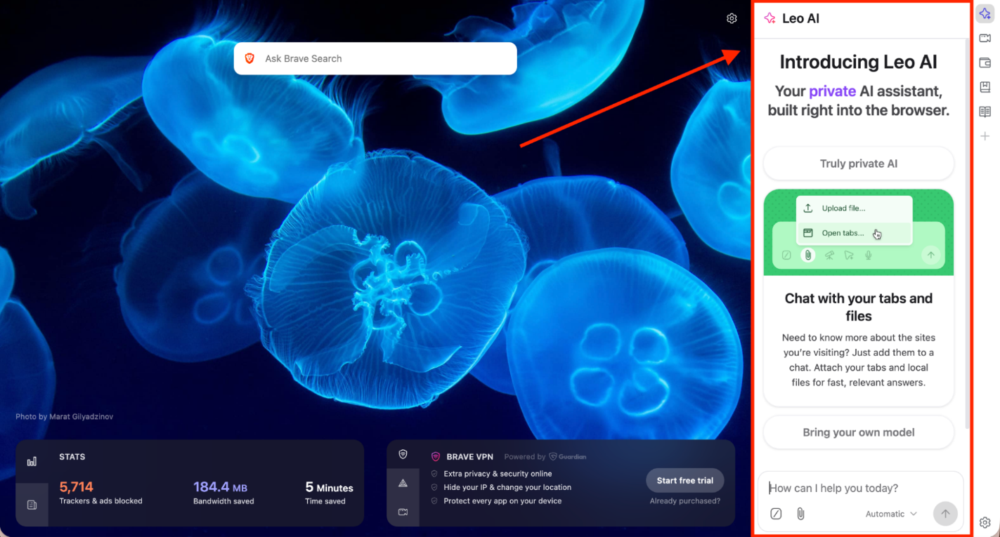 Ask Brave Search
Photo by Marat Gilyadzinov
STATS
5,714
Trackers & ads blocked
184.4 MB
Bandwidth saved
5 Minutes
Time saved
BRAVE VPN
Powered by Guardian
Extra privacy & security online
Hide your IP & change your location
Protect every app on your device
Start free trial
Already purchased?
Leo AI
Introducing Leo AI
Your private AI assistant,
built right into the browser.
Truly private AI
Upload file...
Open tabs...
Chat with your tabs and
files
Need to know more about the sites
you’re visiting? Just add them to a
chat. Attach your tabs and local
files for fast, relevant answers.
Bring your own model
How can I help you today?
Automatic